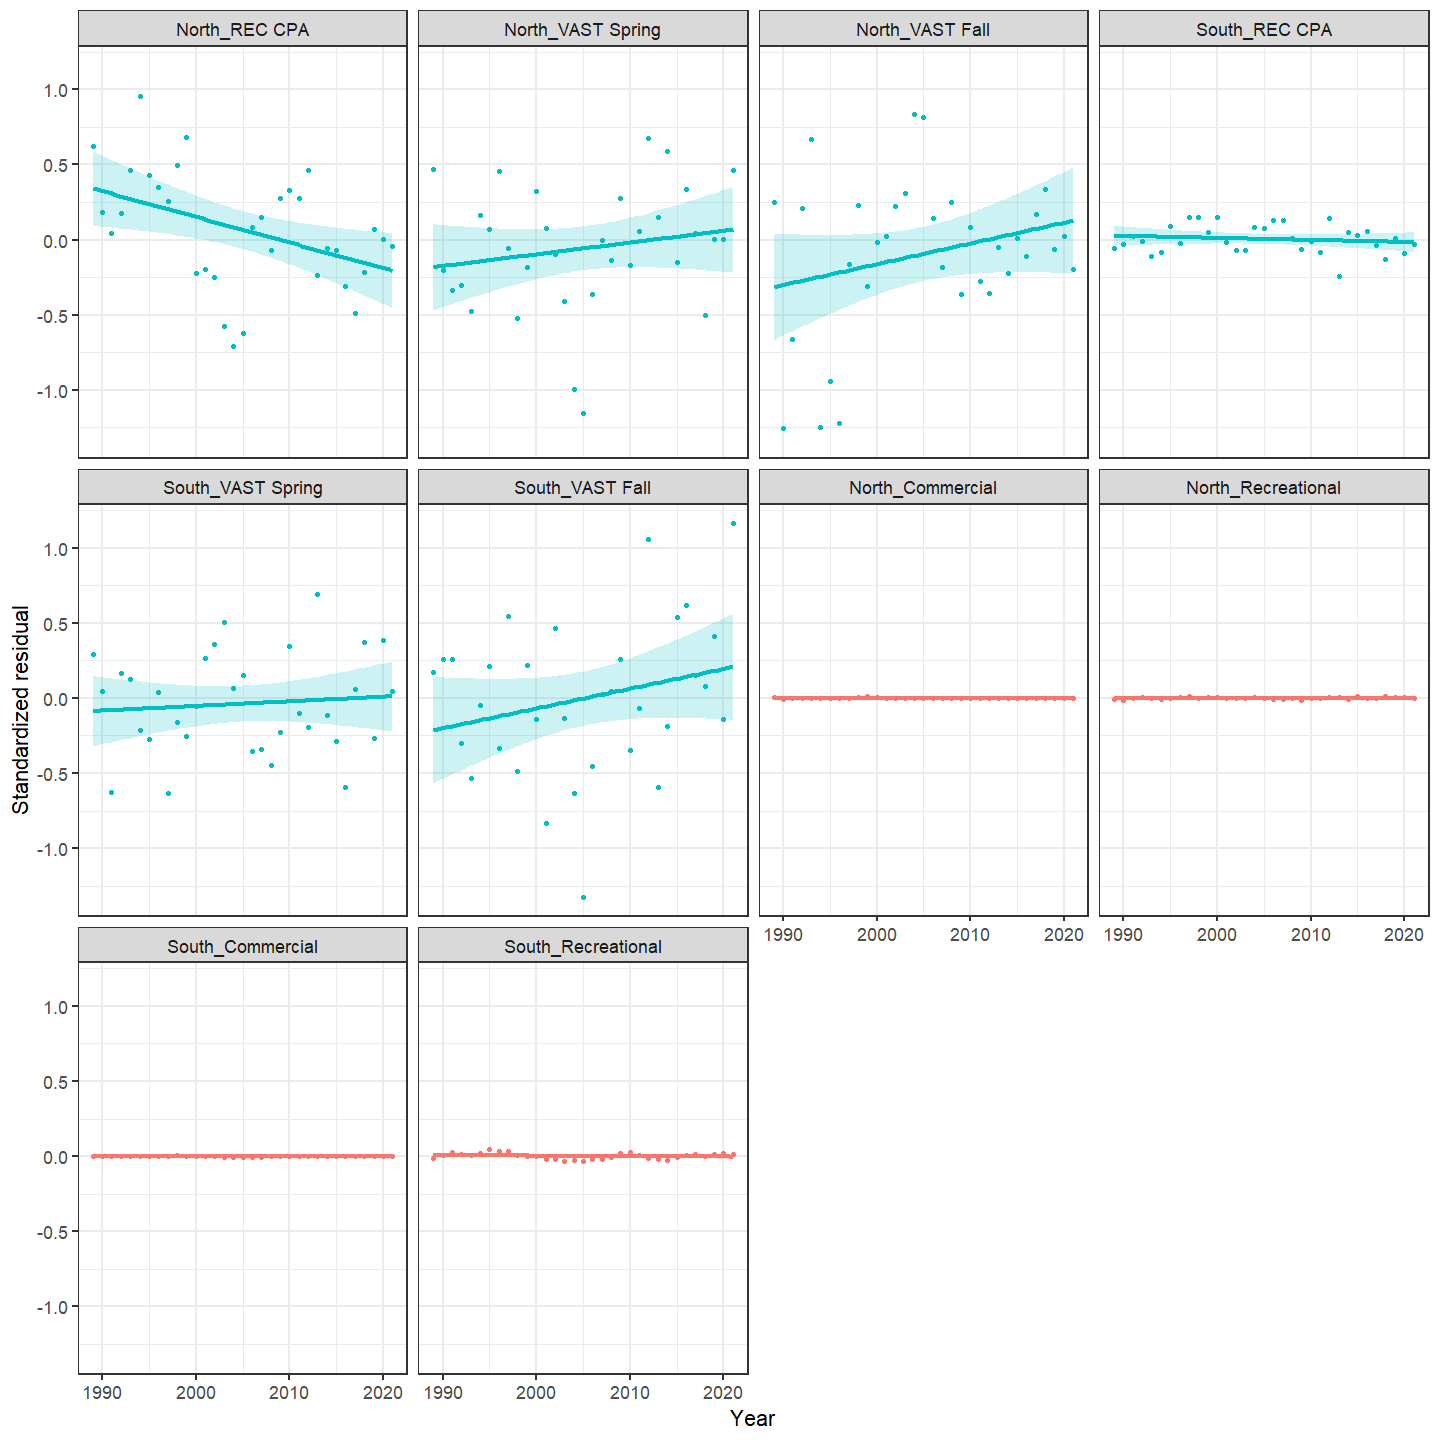 North_REC CPA North_VAST Spring North_VAST Fall South_REC CPA
1.0
0.5
0.0
-0.5
-1.0
South_VAST Spring South_VAST Fall North_Commercial North_Recreational
1.0
0.5
0.0
-0.5
-1.0
1990 2000 2010 2020 1990 2000 2010 2020
South_Commercial South_Recreational
1.0
0.5
0.0
-0.5
-1.0
1990 2000 2010 2020 1990 2000 2010 2020
Standardized residual
Year